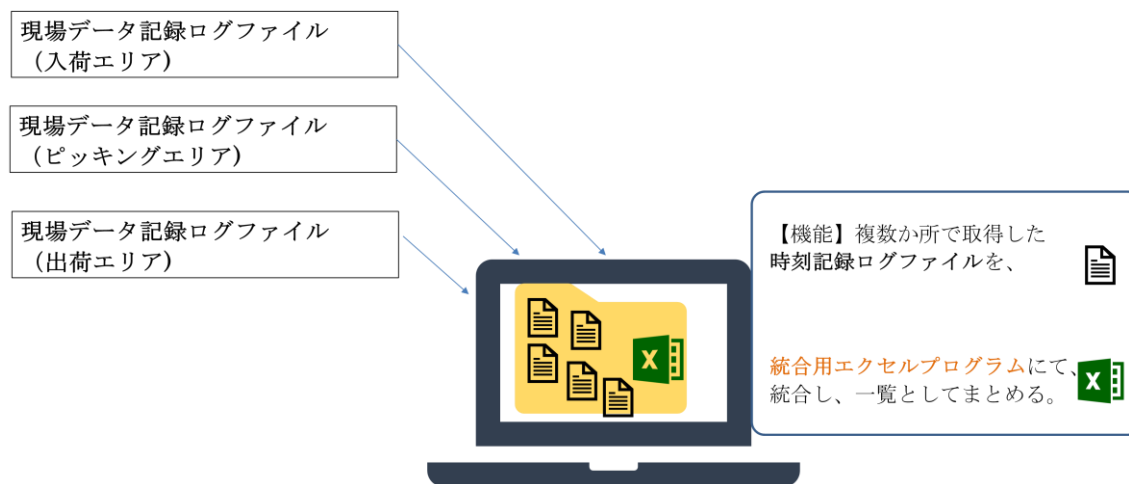 現場データ記録ログファイル
（入荷エリア）
現場データ記録ログファイル
（ピッキングエリア）
現場データ記録ログファイル
（出荷エリア）
【機能】複数か所で取得した
時刻記録ログファイルを、
統合用エクセルプログラムにて、
統合し、一覧としてまとめる。
X
X